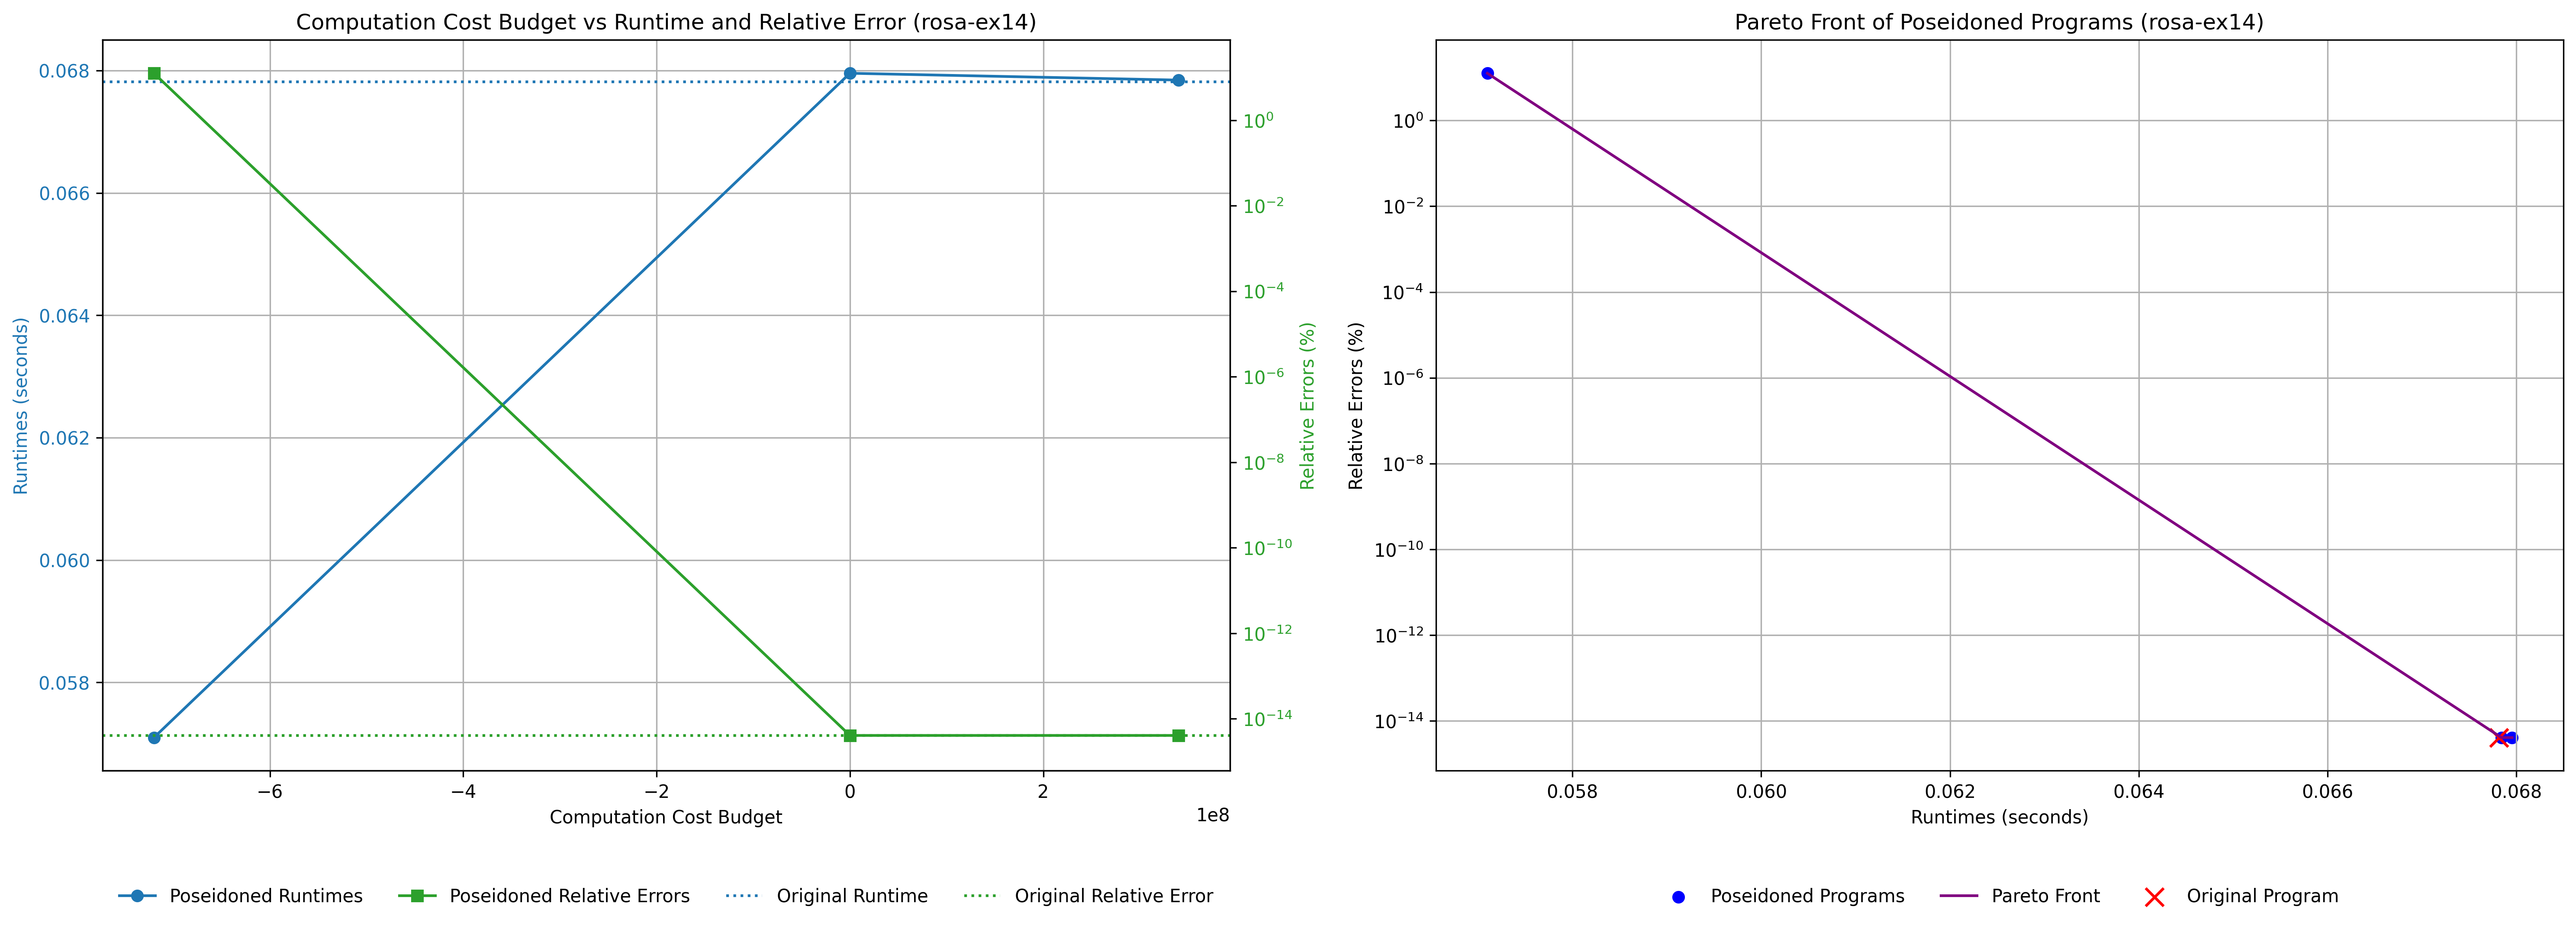 Computation Cost Budget vs Runtime and Relative Error (rosa-ex14)
0.068
0.066
0.064
0.062
0.060
0.058
Runtimes (seconds)
10⁰
10⁻²
10⁻⁴
10⁻⁶
10⁻⁸
10⁻¹⁰
10⁻¹²
10⁻¹⁴
Relative Errors (%)
−6 −4 −2 0 2
1e8
Computation Cost Budget
Poseidoned Runtimes Poseidoned Relative Errors Original Runtime Original Relative Error
Pareto Front of Poseidoned Programs (rosa-ex14)
10⁰
10⁻²
10⁻⁴
10⁻⁶
10⁻⁸
10⁻¹⁰
10⁻¹²
10⁻¹⁴
Relative Errors (%)
0.058 0.060 0.062 0.064 0.066 0.068
Runtimes (seconds)
Poseidoned Programs Pareto Front Original Program